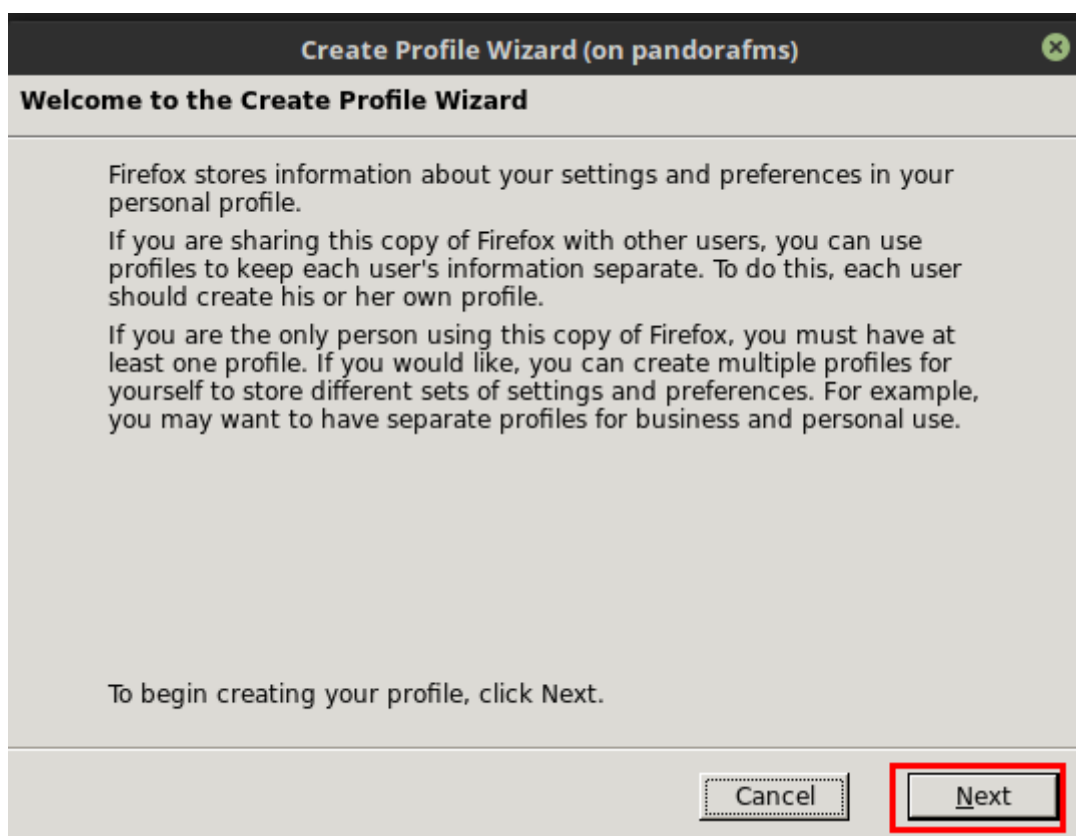 Create Profile Wizard (on pandorafms)
Welcome to the Create Profile Wizard
Firefox stores information about your settings and preferences in your
personal profile.
If you are sharing this copy of Firefox with other users, you can use
profiles to keep each user's information separate. To do this, each user
should create his or her own profile.
If you are the only person using this copy of Firefox, you must have at
least one profile. If you would like, you can create multiple profiles for
yourself to store different sets of settings and preferences. For example,
you may want to have separate profiles for business and personal use.
To begin creating your profile, click Next.
Cancel
Next